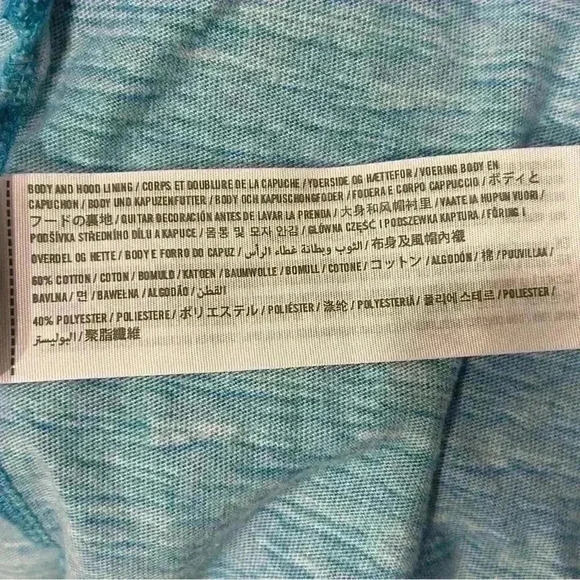 BODY AND HOOD LINING / CORPS ET DOUBLURE DE LA CAPUCHE / YDERSIDE OG HÆTTEFOR / VOERING BODY EN
CAPUCHON / BODY UND KAPUZENFUTTER / BODY OCH KAPUSCHONGFODER / FODERA E CORPO CAPPUCCIO / ボディと
フードの裏地 / QUITAR DECORACIÓN ANTES DE LAVAR LA PRENDA / 大身和风帽衬里 / VAATE JA HUPUN VUORI /
PODŠÍVKA STŘEDNÍHO DÍLU A KAPUCE / 몸통 및 모자 안감 / GŁÓWNA CZĘŚĆ I PODSZEWKA KAPTURA / FÔRING I
OVERDEL OG HETTE / BODY E FORRO DO CAPUZ / الثوب وبطانة غطاء الرأس / 布身及風帽內襯
60% COTTON / COTON / BOMULD / KATOEN / BAUMWOLLE / BOMULL / COTONE / コットン / ALGODÓN / 棉 / PUUVILLAA /
BAVLNA / 면 / BAWEŁNA / ALGODÃO / القطن
40% POLYESTER / POLIESTERE / ポリエステル / POLIÉSTER / 涤纶 / POLYESTERIÄ / 폴리에스테르 / POLIESTER /
البوليستر / 聚脂纖維